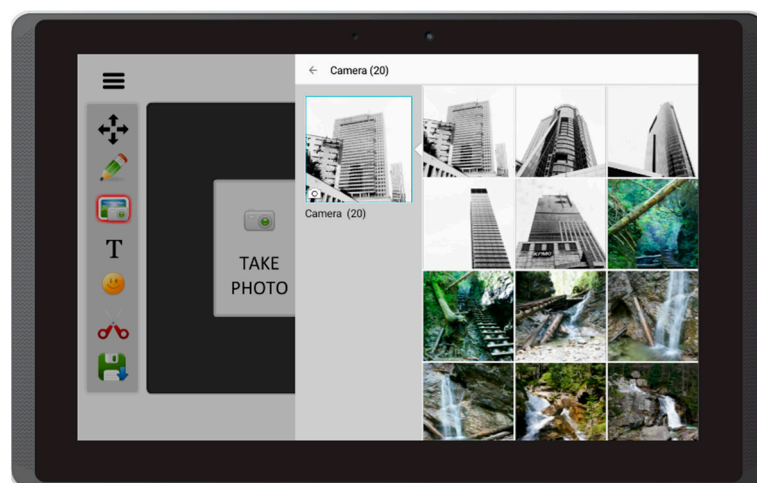 Camera (20)
Camera (20)
T
TAKE
PHOTO
KPMG